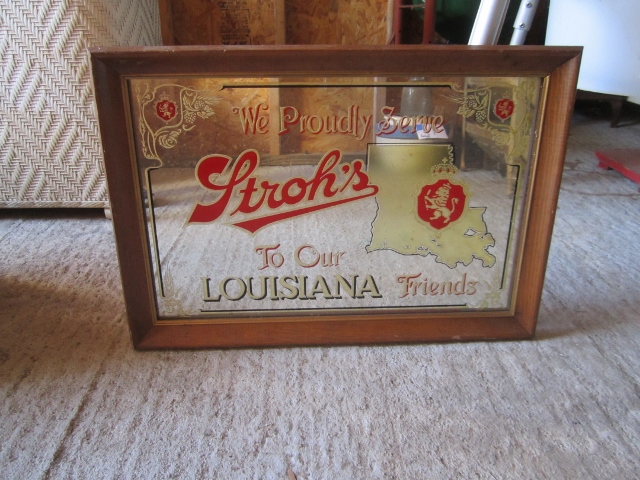 We Proudly Serve
Stroh's
To Our
LOUISIANA Friends